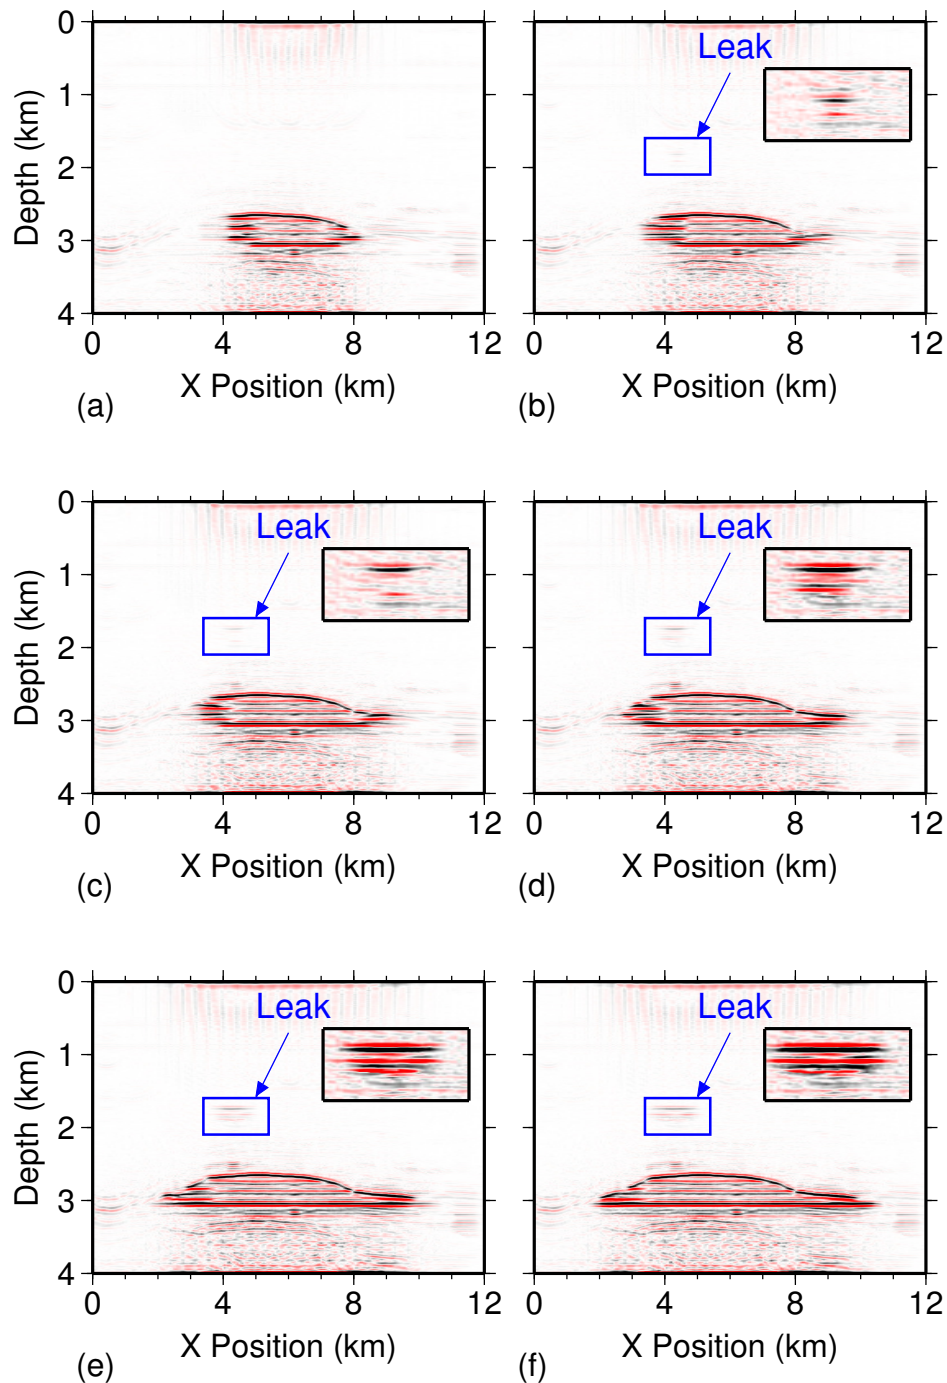 0
1
2
3
4
Depth (km)
0
4
8
12
X Position (km)
(a)
Leak
0
4
8
12
X Position (km)
(b)
0
1
2
3
4
Depth (km)
Leak
0
4
8
12
X Position (km)
(c)
Leak
0
4
8
12
X Position (km)
(d)
0
1
2
3
4
Depth (km)
Leak
0
4
8
12
X Position (km)
(e)
Leak
0
4
8
12
X Position (km)
(f)